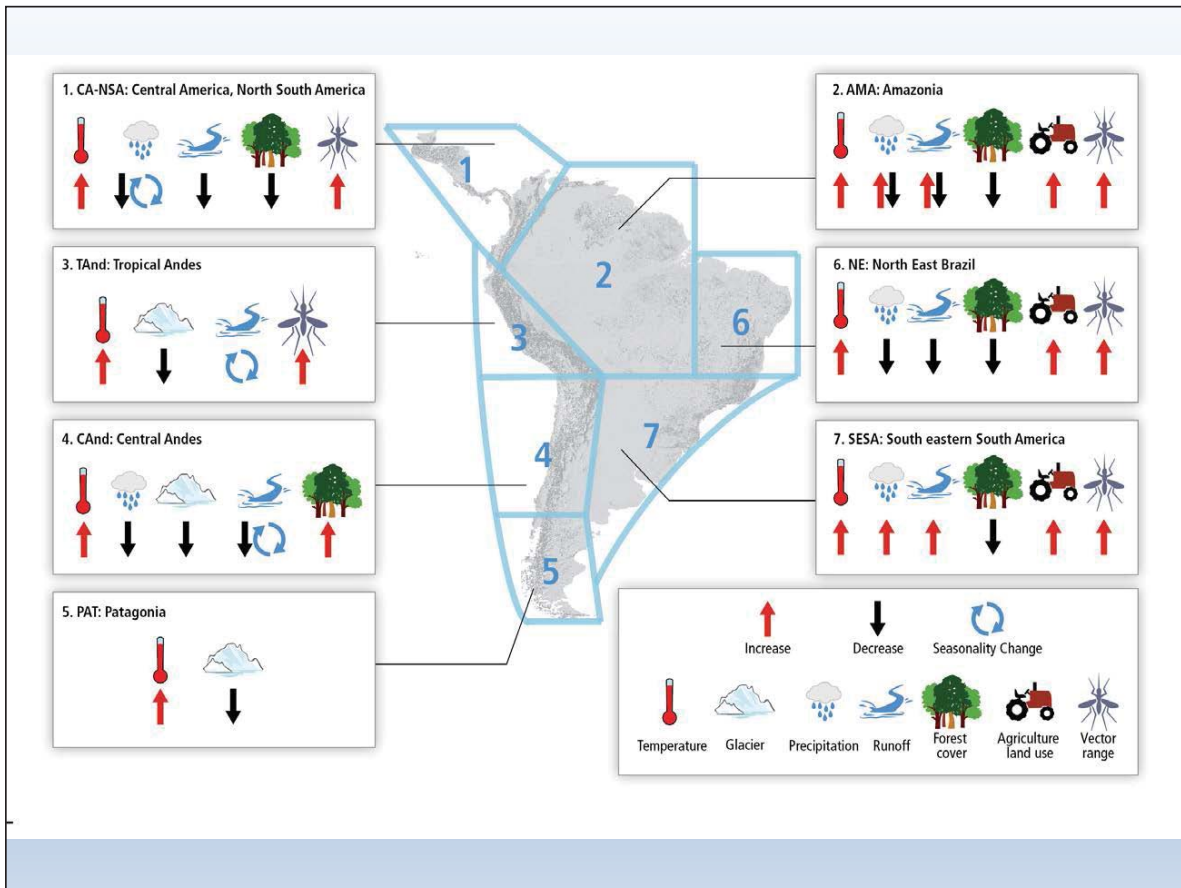 1. CA-NSA: Central America, North South America
2. AMA: Amazonia
3. TAnd: Tropical Andes
6. NE: North East Brazil
4. CAnd: Central Andes
7. SESA: South eastern South America
5. PAT: Patagonia
1
2
3
6
4
7
5
Increase
Decrease
Seasonality Change
Temperature
Glacier
Precipitation
Runoff
Forest
cover
Agriculture
land use
Vector
range